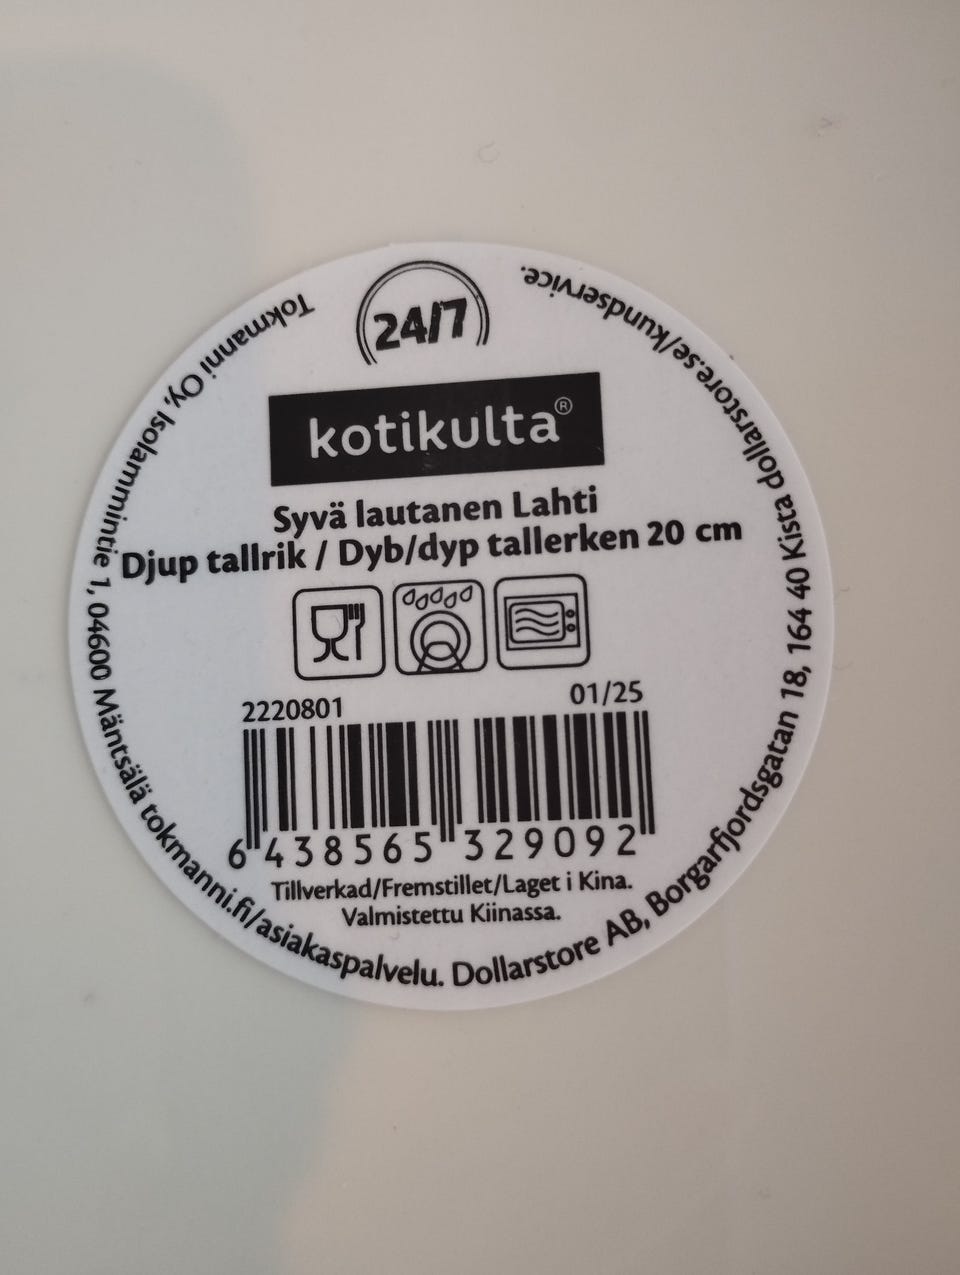 24/7
kotikulta®
Syvä lautanen Lahti
Djup tallrik / Dyb/dyp tallerken 20 cm
2220801
01/25
6 438565 329092
Tillverkad/Fremstillet/Laget i Kina.
Valmistettu Kiinassa.
Tokmanni Oy, Isolammintie 1, 04600 Mäntsälä tokmanni.fi/asiakaspalvelu. Dollarstore AB, Borgarfjordsgatan 18, 164 40 Kista dollarstore.se/kundservice.